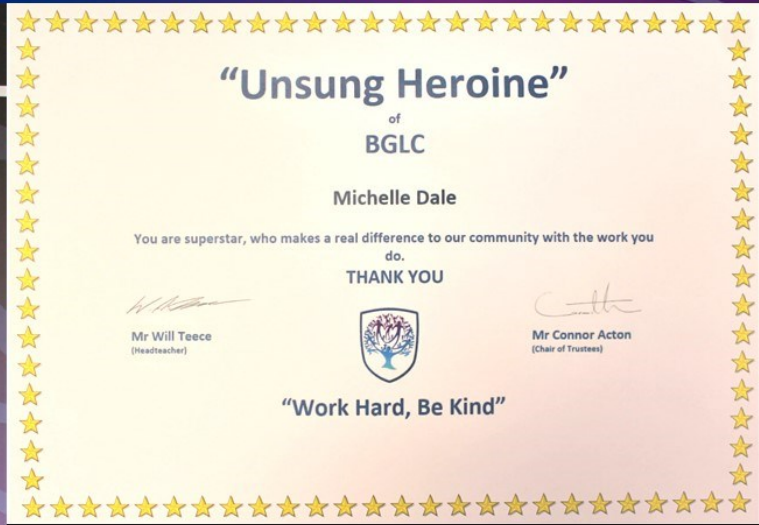 “Unsung Heroine”
of
BGLC
Michelle Dale
You are superstar, who makes a real difference to our community with the work you
do.
THANK YOU
Mr Will Teece
(Headteacher)
Mr Connor Acton
(Chair of Trustees)
“Work Hard, Be Kind”